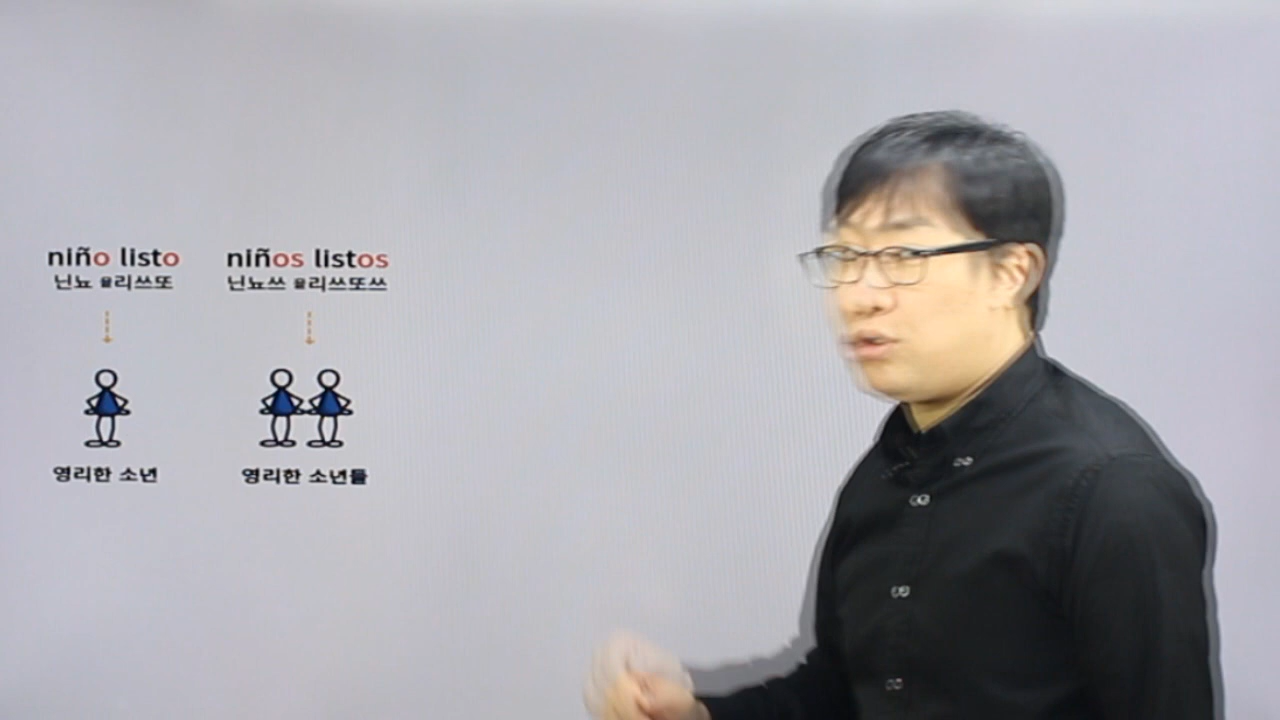 niño listo
닌뇨 을리쓰또
영리한 소년
niños listos
닌뇨쓰 을리쓰또쓰
영리한 소년들